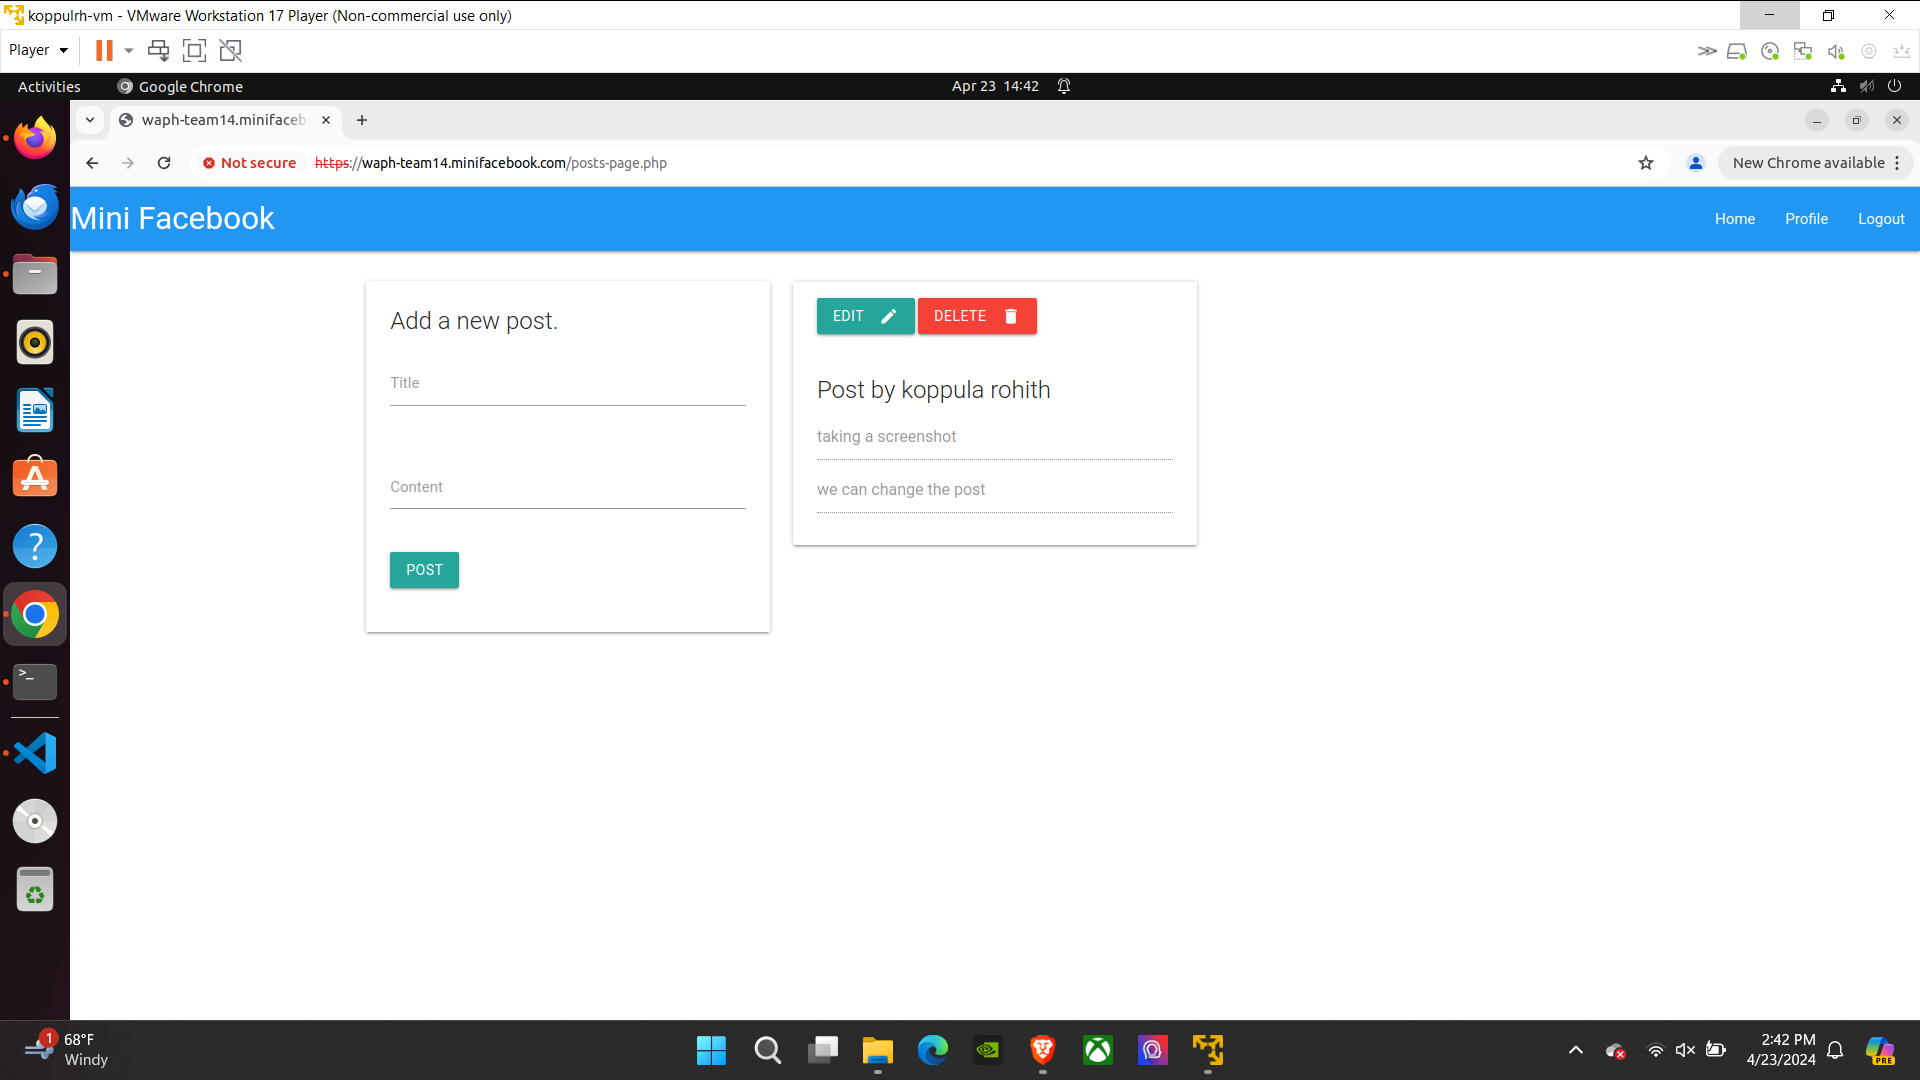 koppulrh-vm - VMware Workstation 17 Player (Non-commercial use only)
Player
Activities
Google Chrome
Apr 23 14:42
waph-team14.minifaceb
Not secure
https://waph-team14.minifacebook.com/posts-page.php
New Chrome available
Mini Facebook
Home
Profile
Logout
Add a new post.
Title
Content
POST
EDIT
DELETE
Post by koppula rohith
taking a screenshot
we can change the post
1
68°F
Windy
2:42 PM
4/23/2024
PRE